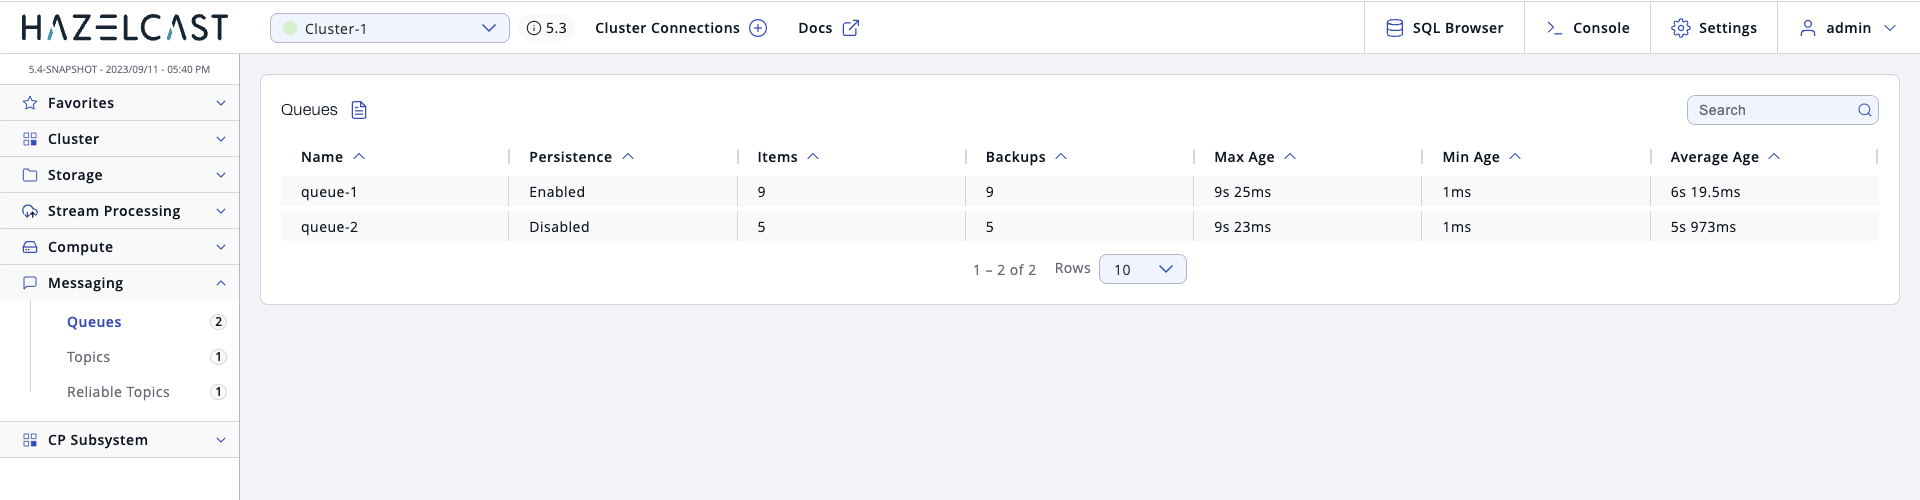 HAZELCAST
Cluster-1
5.3
Cluster Connections
Docs
SQL Browser
Console
Settings
admin
5.4-SNAPSHOT - 2023/09/11 - 05:40 PM
Favorites
Cluster
Storage
Stream Processing
Compute
Messaging
Queues 2
Topics 1
Reliable Topics 1
CP Subsystem
Queues
Search
Name Persistence Items Backups Max Age Min Age Average Age
queue-1 Enabled 9 9 9s 25ms 1ms 6s 19.5ms
queue-2 Disabled 5 5 9s 23ms 1ms 5s 973ms
1 – 2 of 2 Rows 10